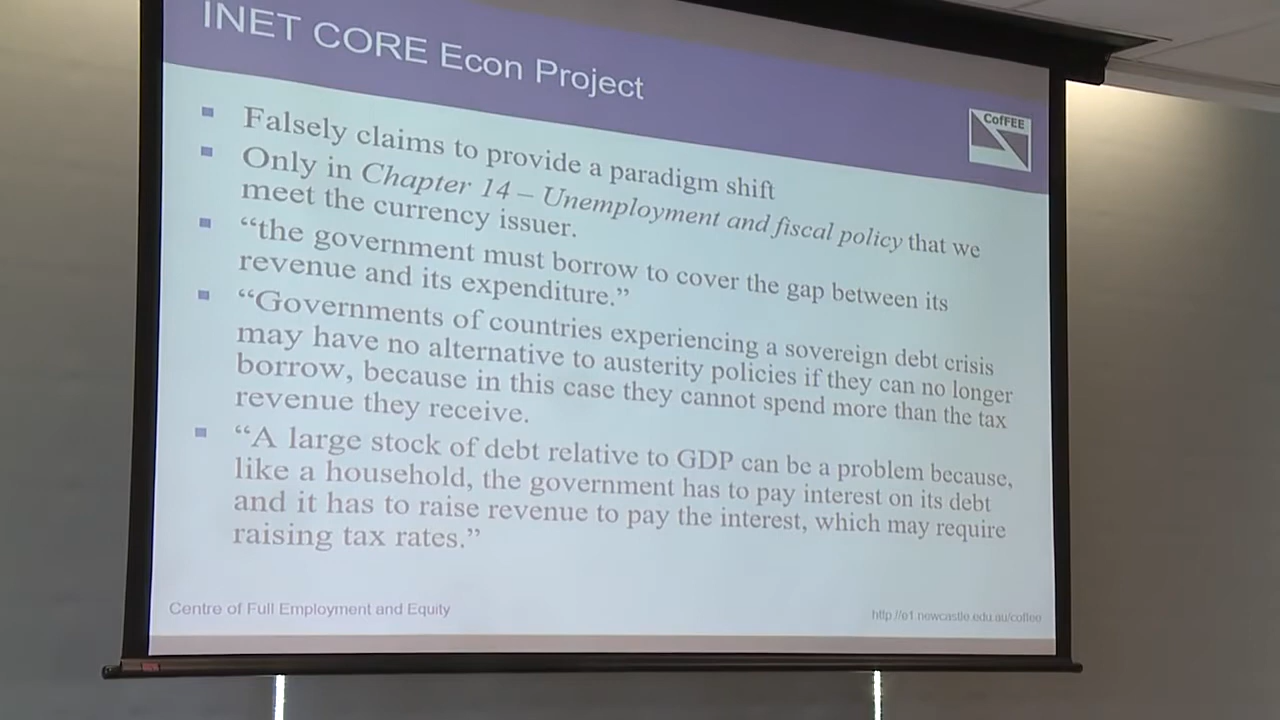 INET CORE Econ Project
CofFEE
Falsely claims to provide a paradigm shift
Only in Chapter 14 – Unemployment and fiscal policy that we
meet the currency issuer.
“the government must borrow to cover the gap between its
revenue and its expenditure.”
“Governments of countries experiencing a sovereign debt crisis
may have no alternative to austerity policies if they can no longer
borrow, because in this case they cannot spend more than the tax
revenue they receive.
“A large stock of debt relative to GDP can be a problem because,
like a household, the government has to pay interest on its debt
and it has to raise revenue to pay the interest, which may require
raising tax rates.”
Centre of Full Employment and Equity
http://e1.newcastle.edu.au/coffee